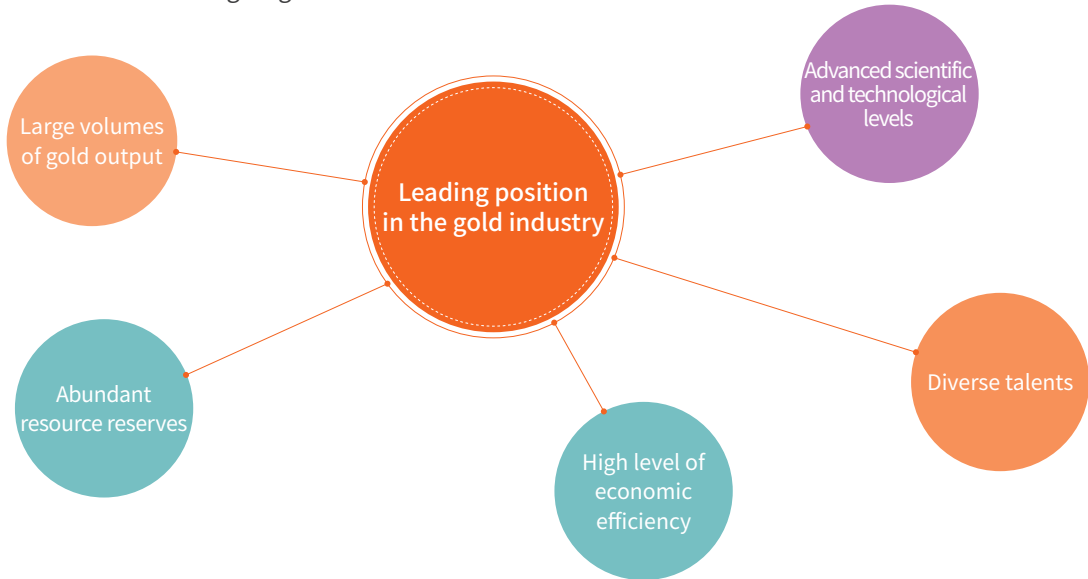 Large volumes
of gold output
Leading position
in the gold industry
Advanced scientific
and technological
levels
Abundant
resource reserves
High level of
economic
efficiency
Diverse talents